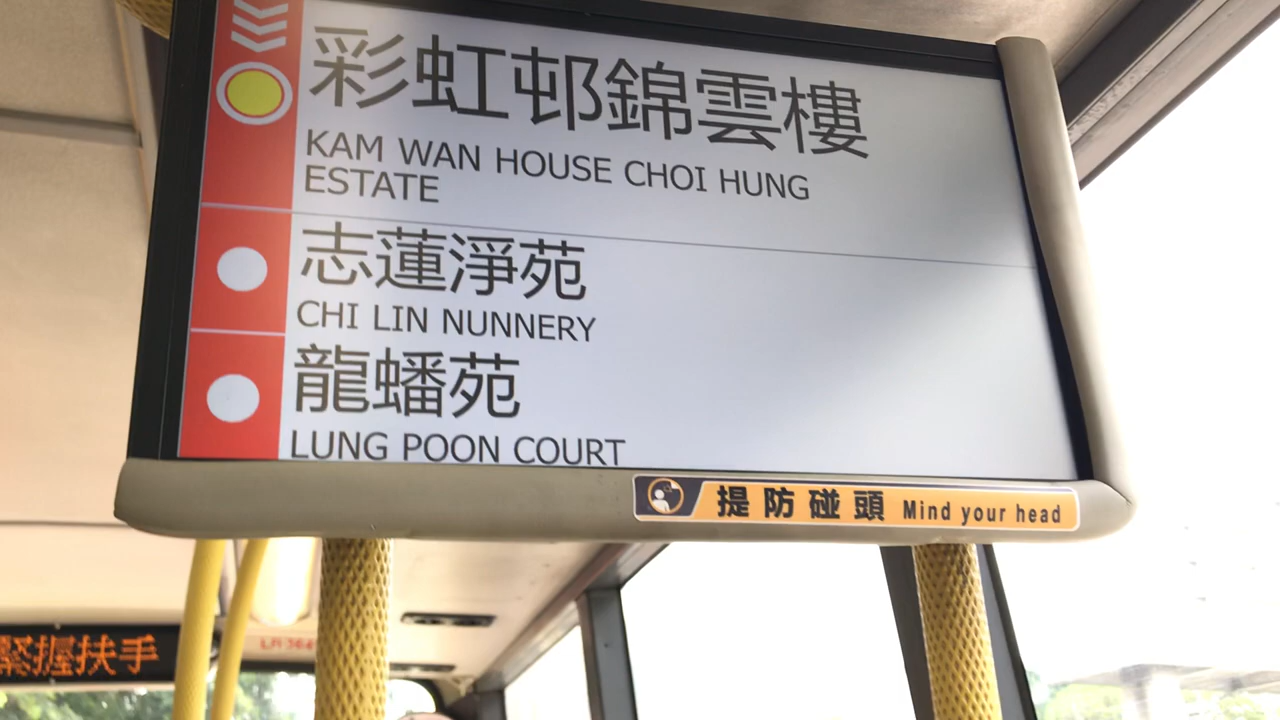 彩虹邨錦雲樓
KAM WAN HOUSE CHOI HUNG
ESTATE
志蓮淨苑
CHI LIN NUNNERY
龍蟠苑
LUNG POON COURT
提防碰頭 Mind your head
緊握扶手